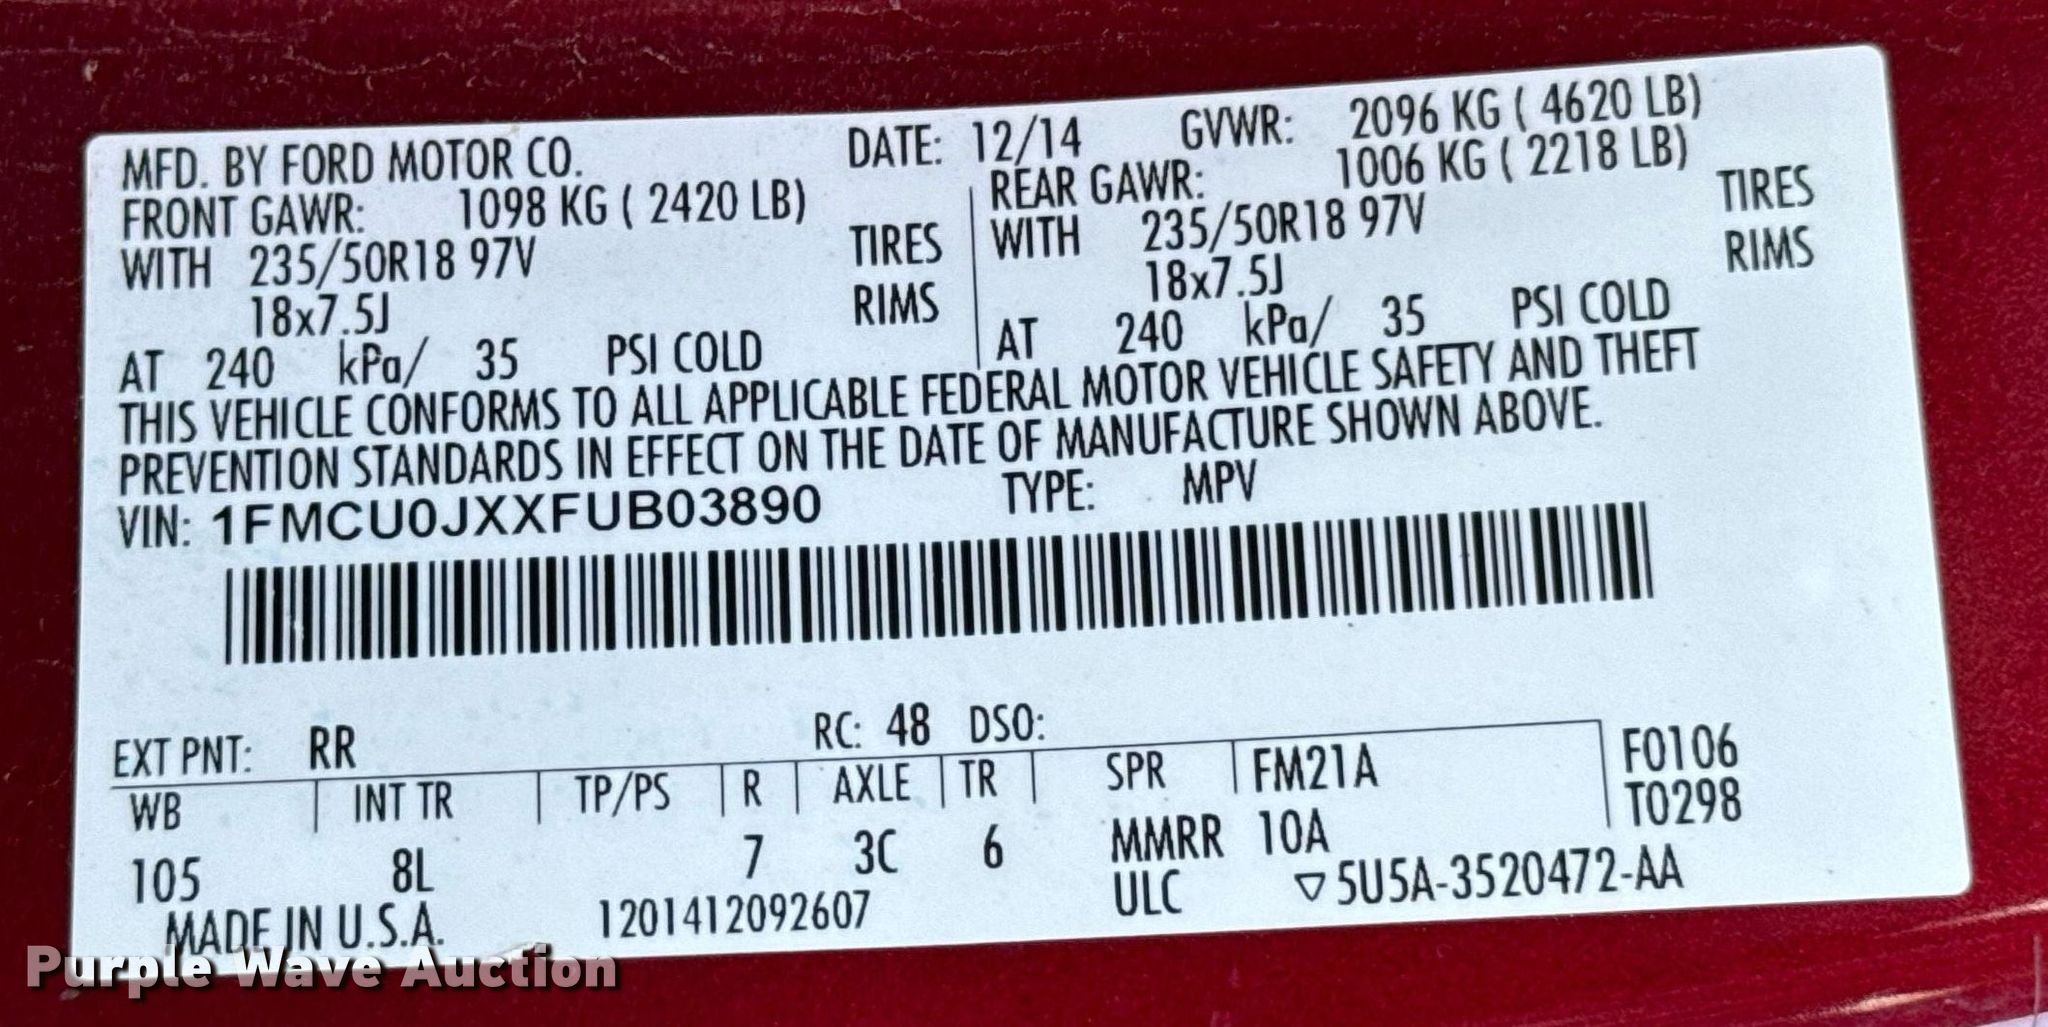 MFD. BY FORD MOTOR CO. DATE: 12/14 GVWR: 2096 KG ( 4620 LB)
FRONT GAWR: 1098 KG ( 2420 LB) REAR GAWR: 1006 KG ( 2218 LB)
WITH 235/50R18 97V TIRES WITH 235/50R18 97V TIRES
18x7.5J RIMS 18x7.5J RIMS
AT 240 kPa/ 35 PSI COLD AT 240 kPa/ 35 PSI COLD
THIS VEHICLE CONFORMS TO ALL APPLICABLE FEDERAL MOTOR VEHICLE SAFETY AND THEFT
PREVENTION STANDARDS IN EFFECT ON THE DATE OF MANUFACTURE SHOWN ABOVE.
VIN: 1FMCU0JXXFUB03890 TYPE: MPV
EXT PNT: RR RC: 48 DSO:
WB INT TR TP/PS R AXLE TR SPR FM21A F0106
T0298
105 8L 7 3C 6 MMRR 10A
MADE IN U.S.A. 1201412092607 ULC ▽5U5A-3520472-AA
Purple Wave Auction